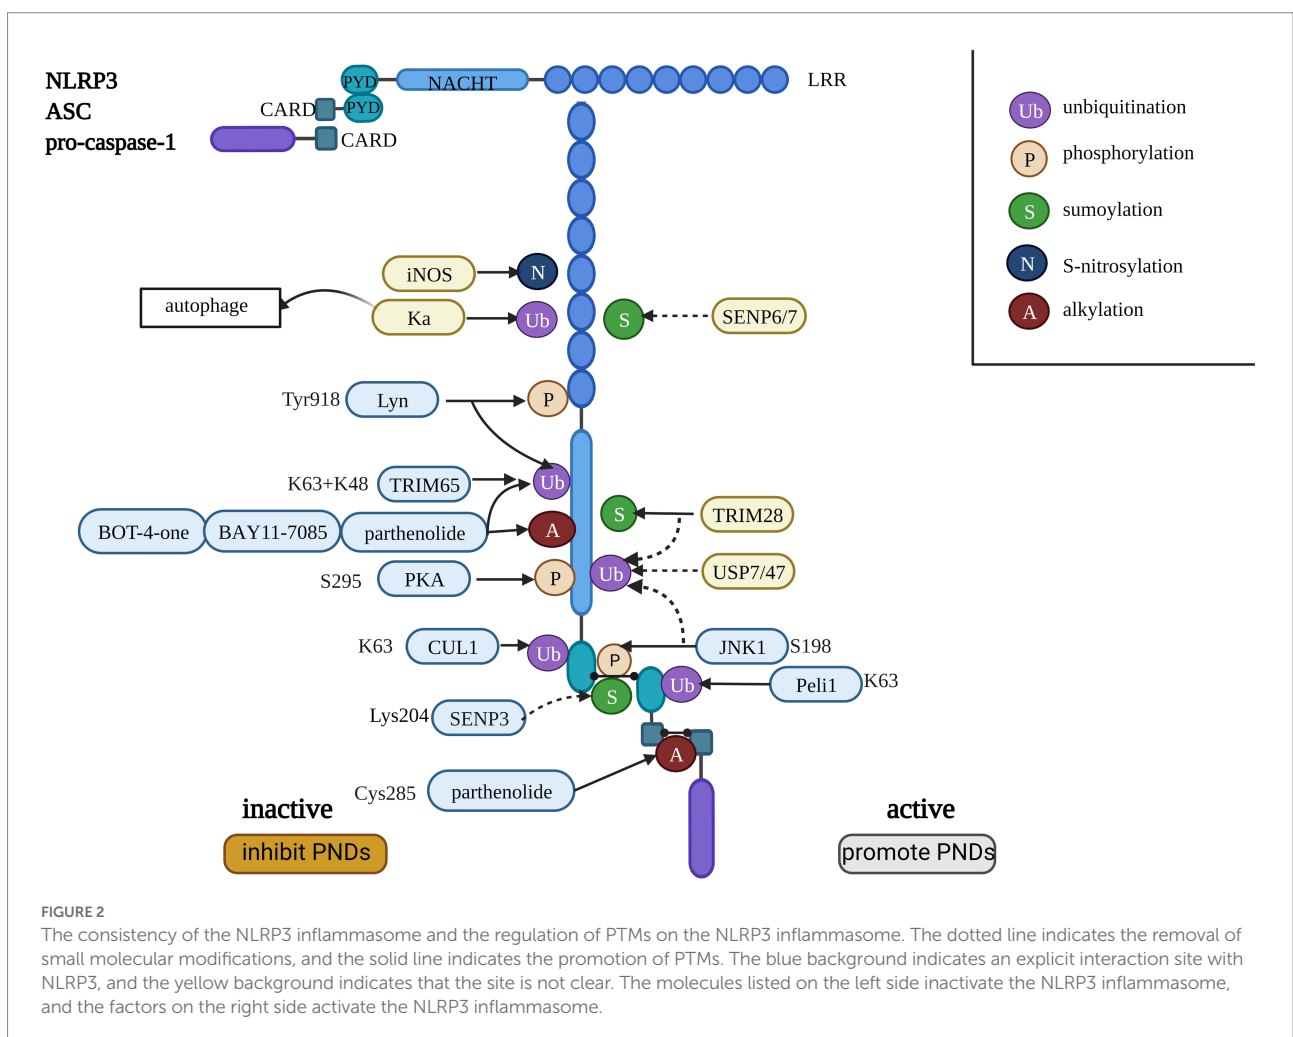 NLRP3
PYD
NACHT
LRR
ASC
CARD
PYD
pro-caspase-1
CARD
Ub unbiquitination
P phosphorylation
S sumoylation
N S-nitrosylation
A alkylation
iNOS
N
autophage
Ka
Ub
S
SENP6/7
Tyr918
Lyn
P
K63+K48
TRIM65
Ub
BOT-4-one
BAY11-7085
parthenolide
A
S
TRIM28
S295
PKA
P
Ub
USP7/47
K63
CUL1
Ub
P
JNK1
S198
Ub
Peli1
K63
Lys204
SENP3
S
A
Cys285
parthenolide
inactive
active
inhibit PNDs
promote PNDs
FIGURE 2
The consistency of the NLRP3 inflammasome and the regulation of PTMs on the NLRP3 inflammasome. The dotted line indicates the removal of
small molecular modifications, and the solid line indicates the promotion of PTMs. The blue background indicates an explicit interaction site with
NLRP3, and the yellow background indicates that the site is not clear. The molecules listed on the left side inactivate the NLRP3 inflammasome,
and the factors on the right side activate the NLRP3 inflammasome.